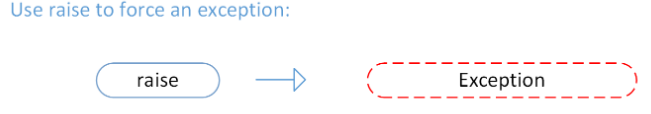 Use raise to force an exception:
raise
Exception